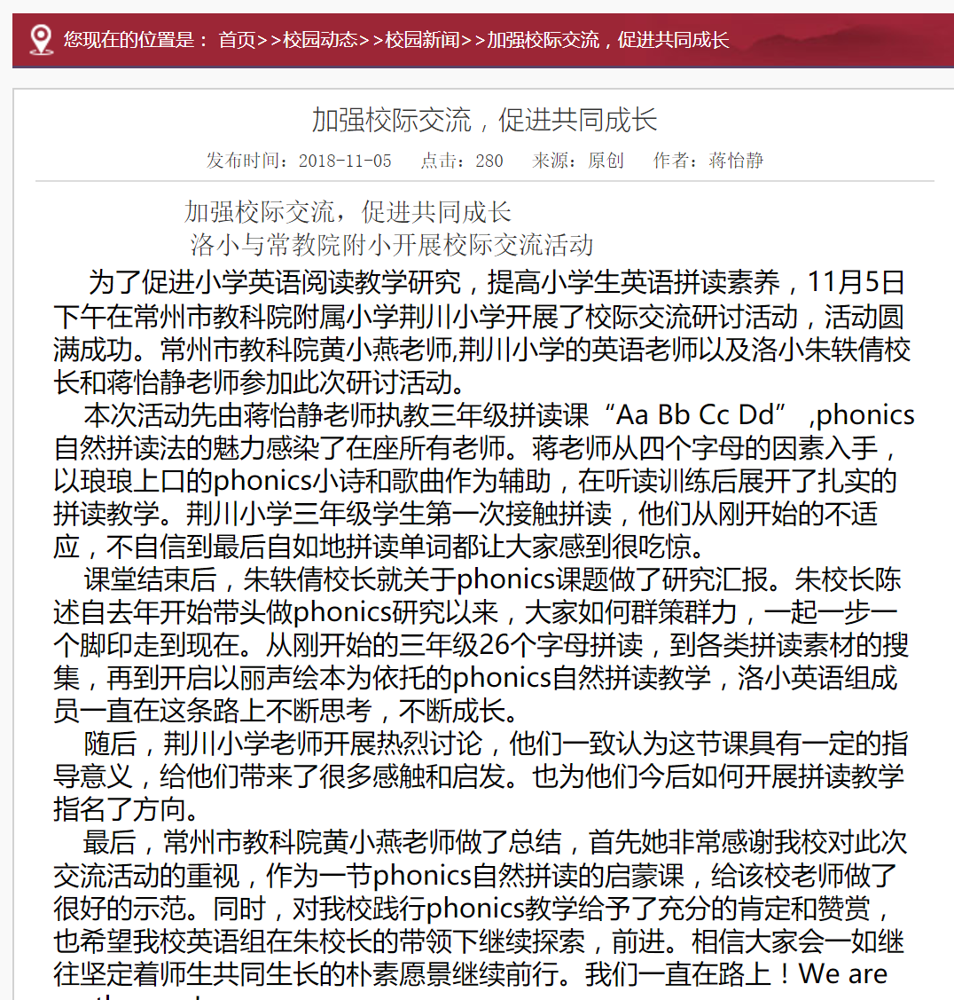 您现在的位置是： 首页>>校园动态>>校园新闻>>加强校际交流，促进共同成长
加强校际交流，促进共同成长
发布时间：2018-11-05 点击：280 来源：原创 作者：蒋怡静
加强校际交流，促进共同成长
洛小与常教院附小开展校际交流活动
为了促进小学英语阅读教学研究，提高小学生英语拼读素养，11月5日
下午在常州市教科院附属小学荆川小学开展了校际交流研讨活动，活动圆
满成功。常州市教科院黄小燕老师,荆川小学的英语老师以及洛小朱轶倩校
长和蒋怡静老师参加此次研讨活动。
本次活动先由蒋怡静老师执教三年级拼读课“Aa Bb Cc Dd” ,phonics
自然拼读法的魅力感染了在座所有老师。蒋老师从四个字母的因素入手，
以琅琅上口的phonics小诗和歌曲作为辅助，在听读训练后展开了扎实的
拼读教学。荆川小学三年级学生第一次接触拼读，他们从刚开始的不适
应，不自信到最后自如地拼读单词都让大家感到很吃惊。
课堂结束后，朱轶倩校长就关于phonics课题做了研究汇报。朱校长陈
述自去年开始带头做phonics研究以来，大家如何群策群力，一起一步一
个脚印走到现在。从刚开始的三年级26个字母拼读，到各类拼读素材的搜
集，再到开启以丽声绘本为依托的phonics自然拼读教学，洛小英语组成
员一直在这条路上不断思考，不断成长。
随后，荆川小学老师开展热烈讨论，他们一致认为这节课具有一定的指
导意义，给他们带来了很多感触和启发。也为他们今后如何开展拼读教学
指名了方向。
最后，常州市教科院黄小燕老师做了总结，首先她非常感谢我校对此次
交流活动的重视，作为一节phonics自然拼读的启蒙课，给该校老师做了
很好的示范。同时，对我校践行phonics教学给予了充分的肯定和赞赏，
也希望我校英语组在朱校长的带领下继续探索，前进。相信大家会一如继
往坚定着师生共同生长的朴素愿景继续前行。我们一直在路上！We are